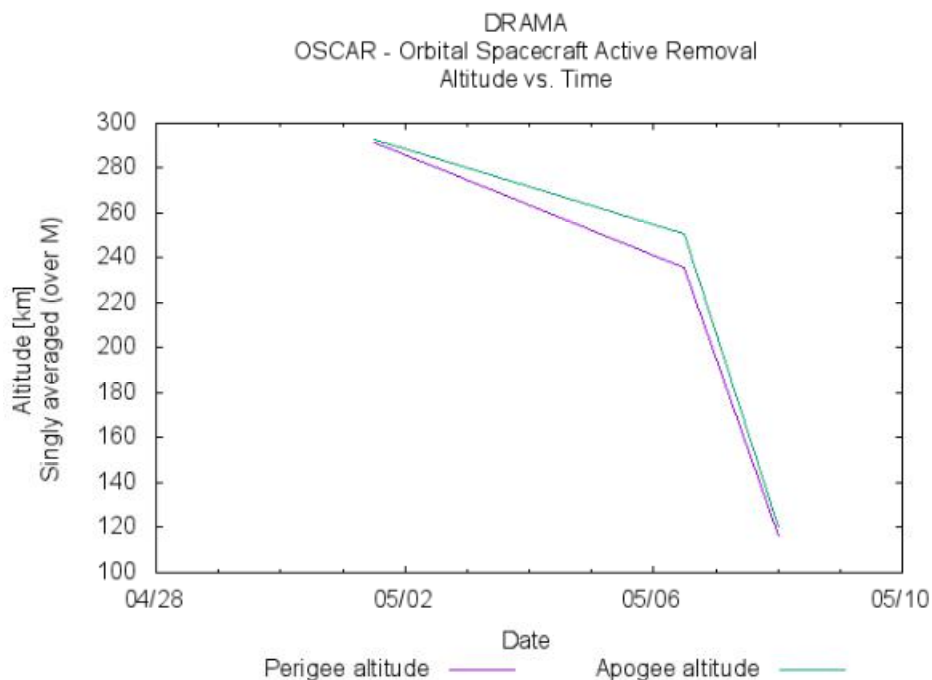 DRAMA
OSCAR - Orbital Spacecraft Active Removal
Altitude vs. Time
Altitude [km]
Singly averaged (over M)
300
280
260
240
220
200
180
160
140
120
100
04/28
05/02
05/06
05/10
Date
Perigee altitude
Apogee altitude